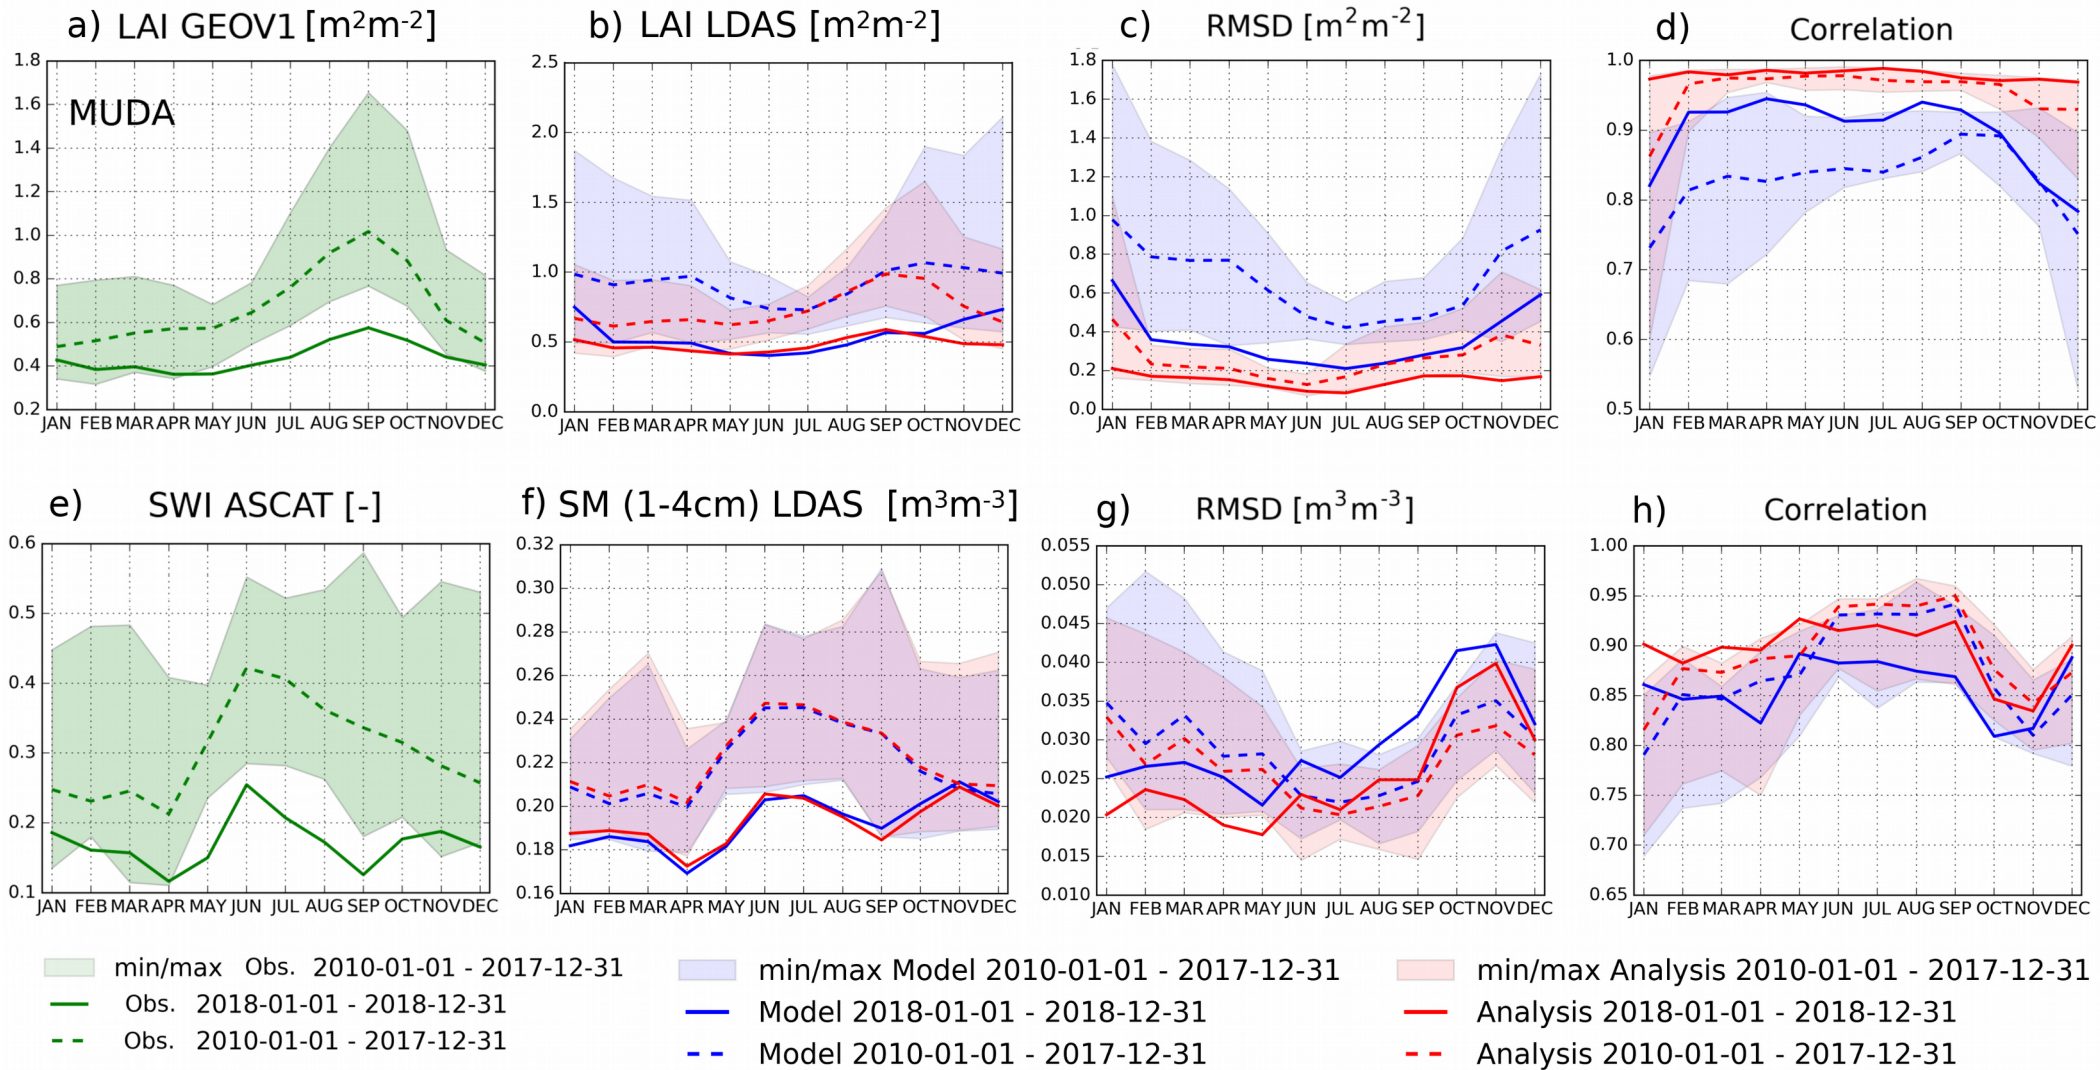 a) LAI GEOV1 [m2m-2]
b) LAI LDAS [m2m-2]
c) RMSD [m²m⁻²]
d) Correlation
MUDA
1.8
1.6
1.4
1.2
1.0
0.8
0.6
0.4
0.2
JAN FEB MAR APR MAY JUN JUL AUG SEP OCT NOV DEC
2.5
2.0
1.5
1.0
0.5
0.0
JAN FEB MAR APR MAY JUN JUL AUG SEP OCT NOV DEC
1.8
1.6
1.4
1.2
1.0
0.8
0.6
0.4
0.2
0.0
JAN FEB MAR APR MAY JUN JUL AUG SEP OCT NOV DEC
1.0
0.9
0.8
0.7
0.6
0.5
JAN FEB MAR APR MAY JUN JUL AUG SEP OCT NOV DEC
e) SWI ASCAT [-]
f) SM (1-4cm) LDAS [m3m-3]
g) RMSD [m³m⁻³]
h) Correlation
0.6
0.5
0.4
0.3
0.2
0.1
JAN FEB MAR APR MAY JUN JUL AUG SEP OCT NOV DEC
0.32
0.30
0.28
0.26
0.24
0.22
0.20
0.18
0.16
JAN FEB MAR APR MAY JUN JUL AUG SEP OCT NOV DEC
0.055
0.050
0.045
0.040
0.035
0.030
0.025
0.020
0.015
0.010
JAN FEB MAR APR MAY JUN JUL AUG SEP OCT NOV DEC
1.00
0.95
0.90
0.85
0.80
0.75
0.70
0.65
JAN FEB MAR APR MAY JUN JUL AUG SEP OCT NOV DEC
min/max Obs. 2010-01-01 - 2017-12-31
Obs. 2018-01-01 - 2018-12-31
Obs. 2010-01-01 - 2017-12-31
min/max Model 2010-01-01 - 2017-12-31
Model 2018-01-01 - 2018-12-31
Model 2010-01-01 - 2017-12-31
min/max Analysis 2010-01-01 - 2017-12-31
Analysis 2018-01-01 - 2018-12-31
Analysis 2010-01-01 - 2017-12-31